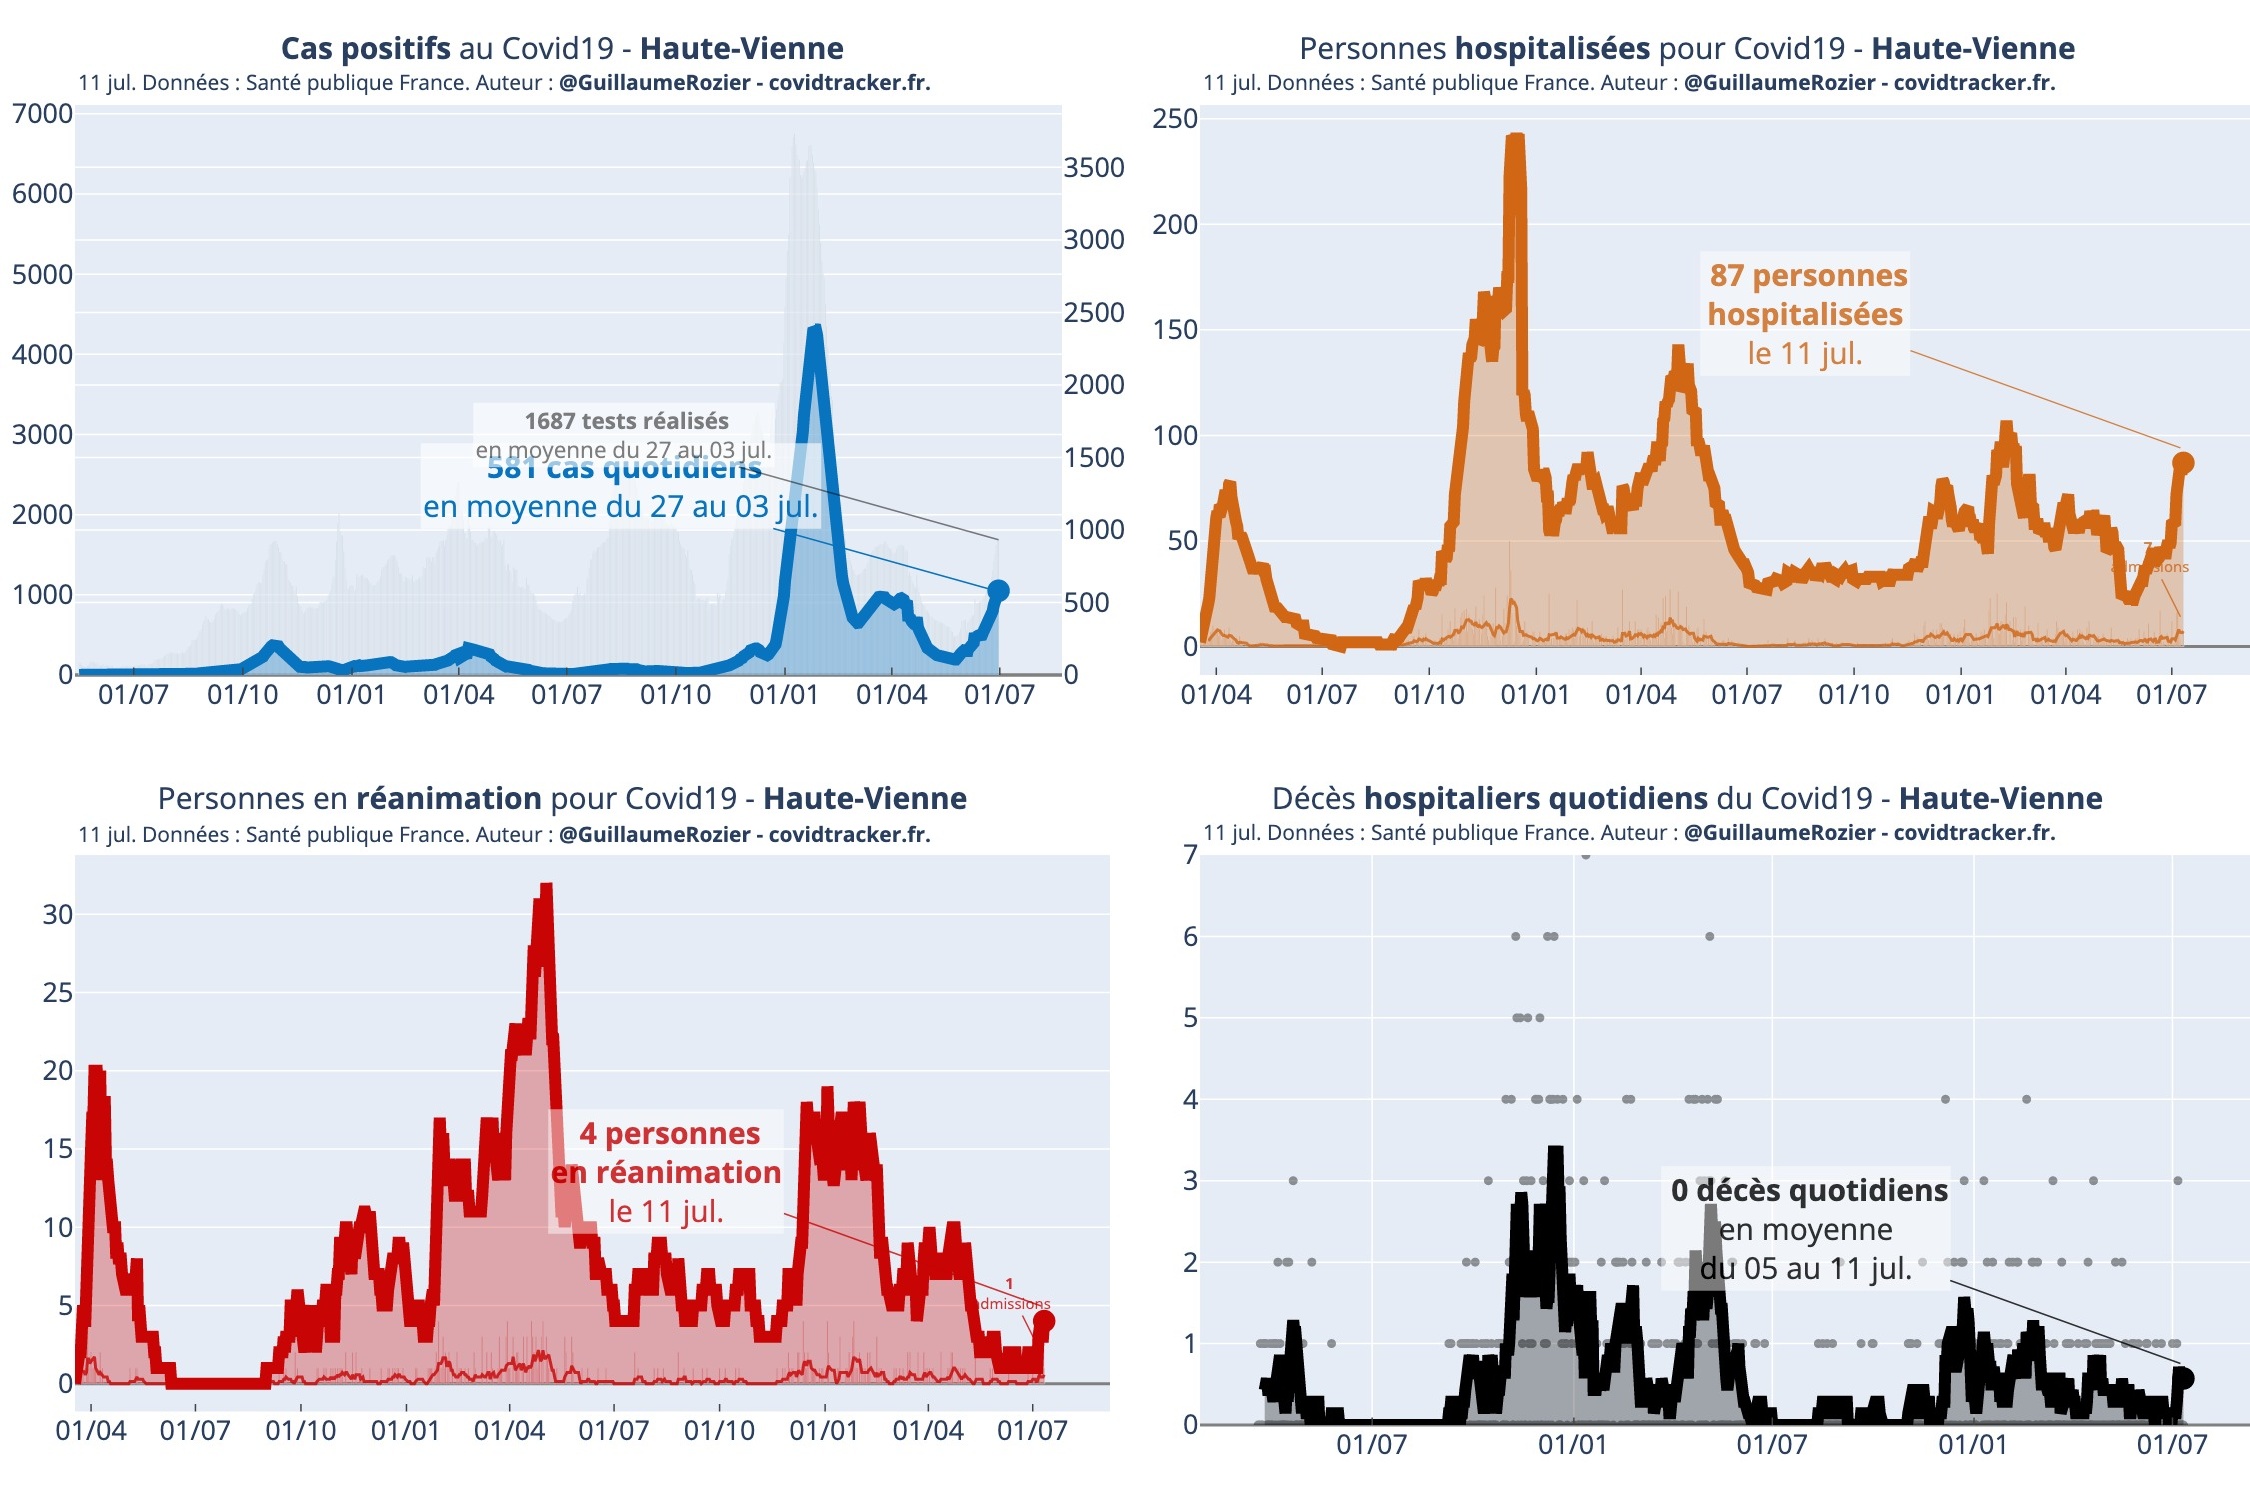 Cas positifs au Covid19 - Haute-Vienne
11 jul. Données : Santé publique France. Auteur : @GuillaumeRozier - covidtracker.fr.
7000
6000
5000
4000
3000
2000
1000
0
3500
3000
2500
2000
1500
1000
500
0
1687 tests réalisés
en moyenne du 27 au 03 jul.
581 cas quotidiens
en moyenne du 27 au 03 jul.
01/07 01/10 01/01 01/04 01/07 01/10 01/01 01/04 01/07
Personnes hospitalisées pour Covid19 - Haute-Vienne
11 jul. Données : Santé publique France. Auteur : @GuillaumeRozier - covidtracker.fr.
250
200
150
100
50
0
87 personnes
hospitalisées
le 11 jul.
7
admissions
01/04 01/07 01/10 01/01 01/04 01/07 01/10 01/01 01/04 01/07
Personnes en réanimation pour Covid19 - Haute-Vienne
11 jul. Données : Santé publique France. Auteur : @GuillaumeRozier - covidtracker.fr.
30
25
20
15
10
5
0
4 personnes
en réanimation
le 11 jul.
1
admissions
01/04 01/07 01/10 01/01 01/04 01/07 01/10 01/01 01/04 01/07
Décès hospitaliers quotidiens du Covid19 - Haute-Vienne
11 jul. Données : Santé publique France. Auteur : @GuillaumeRozier - covidtracker.fr.
7
6
5
4
3
2
1
0
0 décès quotidiens
en moyenne
du 05 au 11 jul.
01/07 01/01 01/07 01/01 01/07